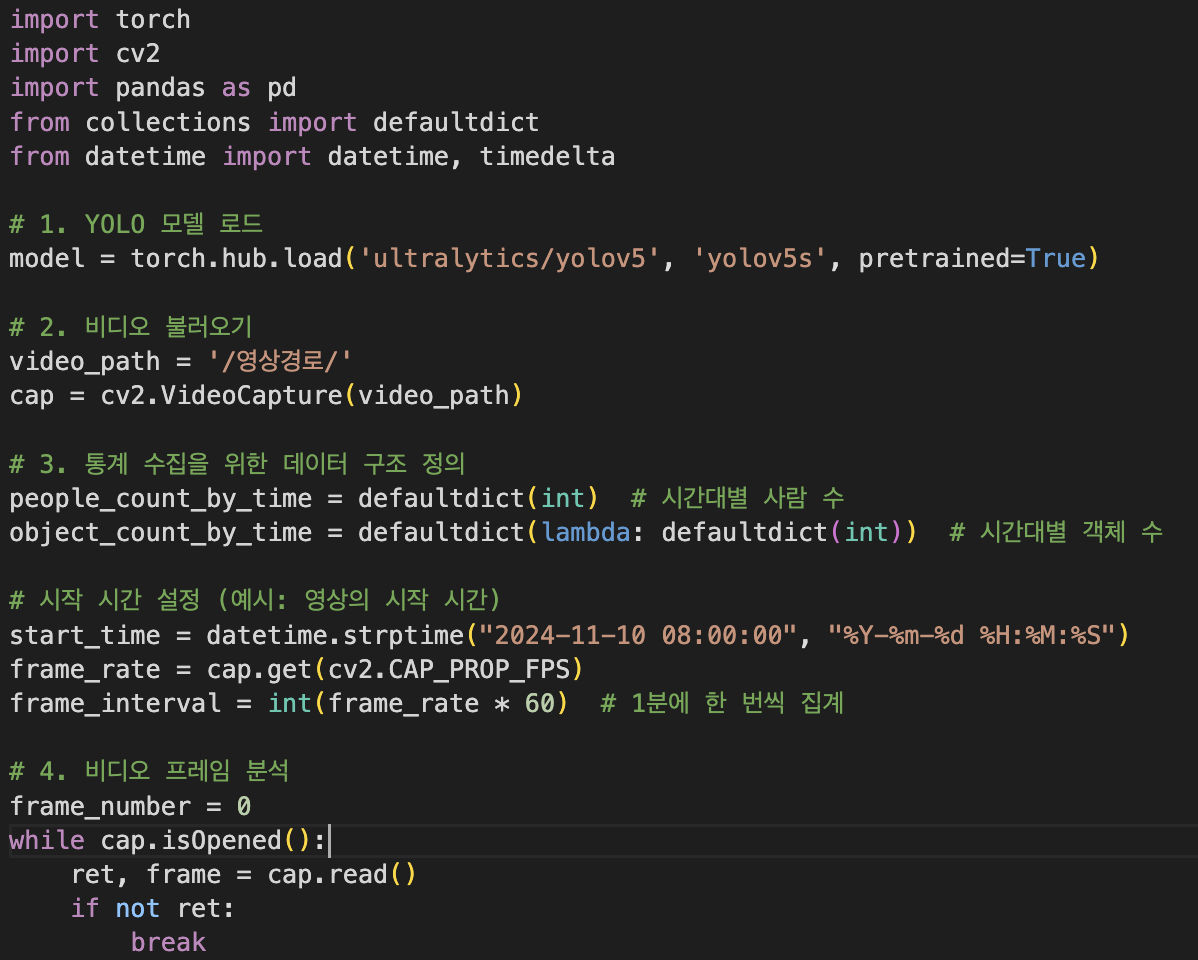 import torch
import cv2
import pandas as pd
from collections import defaultdict
from datetime import datetime, timedelta
# 1. YOLO 모델 로드
model = torch.hub.load('ultralytics/yolov5', 'yolov5s', pretrained=True)
# 2. 비디오 불러오기
video_path = '/영상경로/'
cap = cv2.VideoCapture(video_path)
# 3. 통계 수집을 위한 데이터 구조 정의
people_count_by_time = defaultdict(int)  # 시간대별 사람 수
object_count_by_time = defaultdict(lambda: defaultdict(int))  # 시간대별 객체 수
# 시작 시간 설정 (예시: 영상의 시작 시간)
start_time = datetime.strptime("2024-11-10 08:00:00", "%Y-%m-%d %H:%M:%S")
frame_rate = cap.get(cv2.CAP_PROP_FPS)
frame_interval = int(frame_rate * 60)  # 1분에 한 번씩 집계
# 4. 비디오 프레임 분석
frame_number = 0
while cap.isOpened():
    ret, frame = cap.read()
    if not ret:
        break